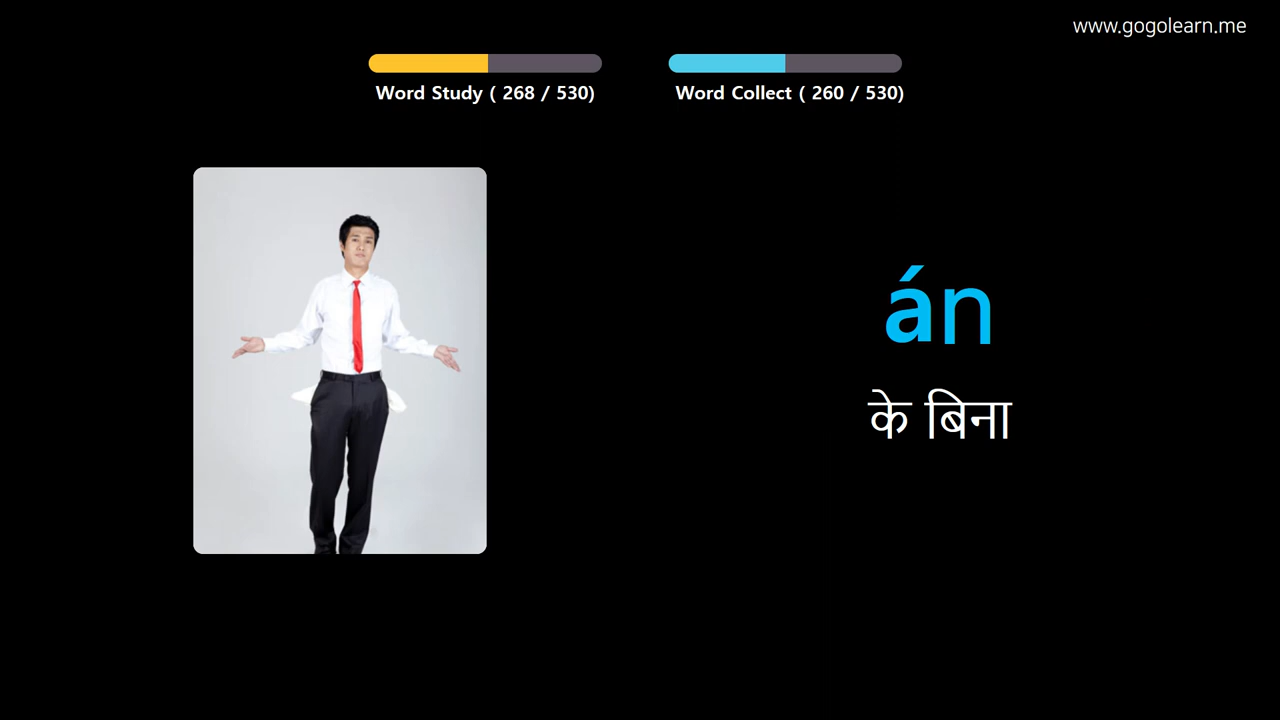 www.gogolearn.me
Word Study ( 268 / 530)
Word Collect ( 260 / 530)
án
के बिना